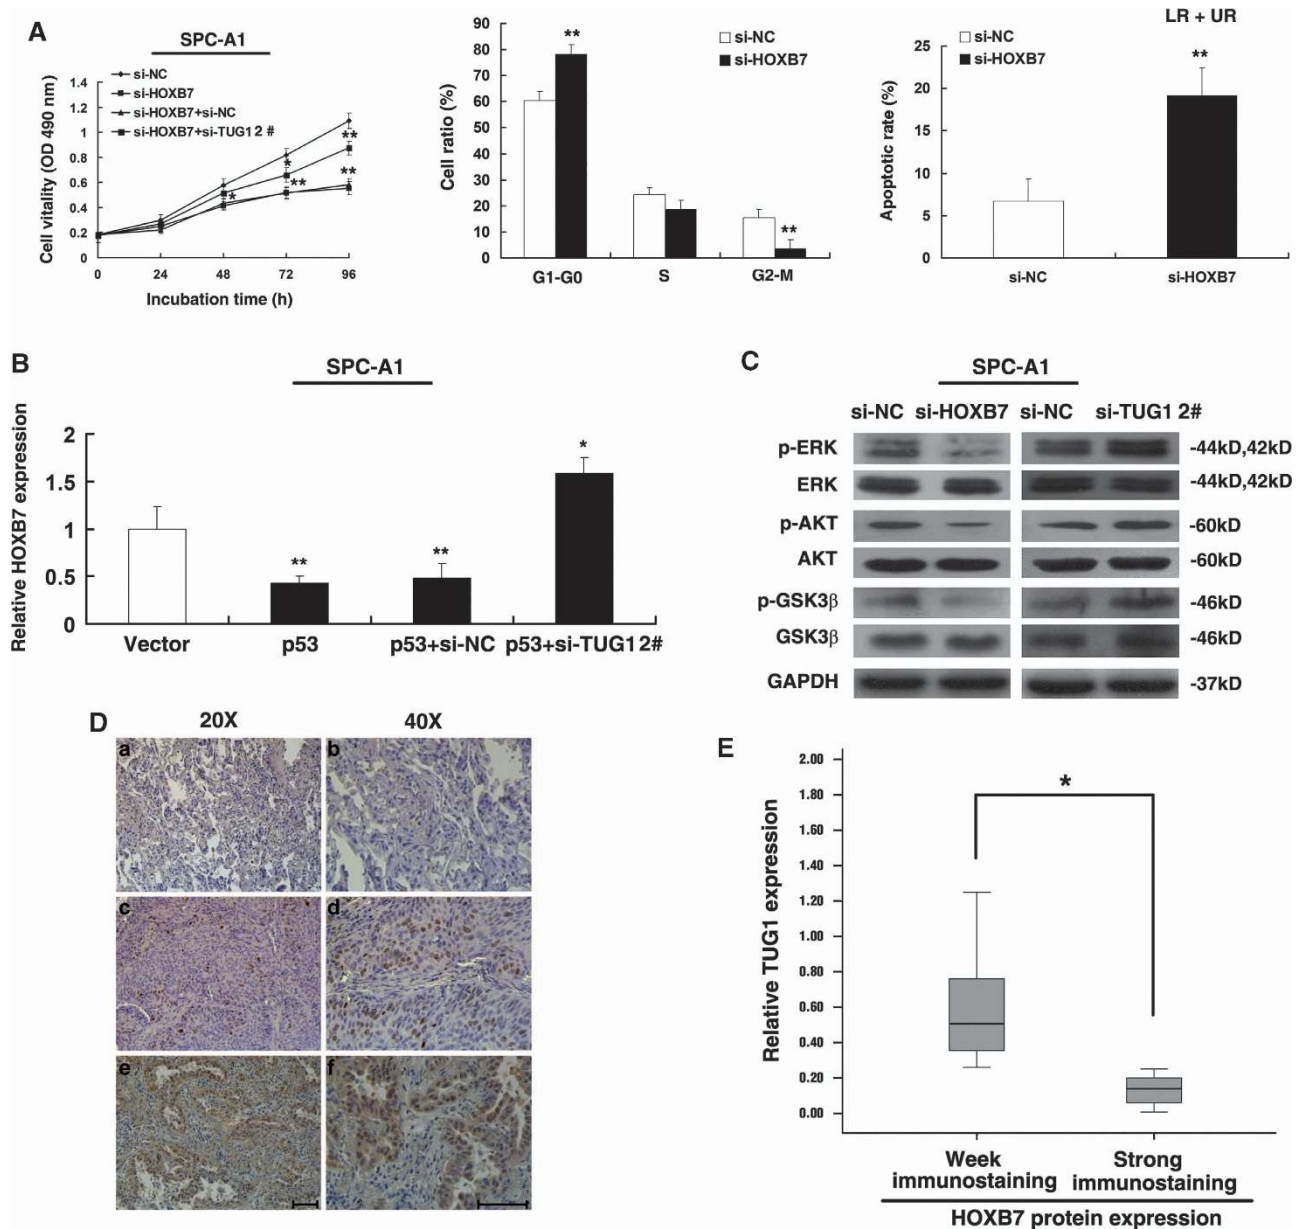 A
SPC-A1
si-NC
si-HOXB7
si-HOXB7+si-NC
si-HOXB7+si-TUG1 2 #
Cell vitality (OD 490 nm)
1.4
1.2
1.0
0.8
0.6
0.4
0.2
0
* * ** ** **
*
0 24 48 72 96
Incubation time (h)
Cell ratio (%)
90
80
70
60
50
40
30
20
10
0
**
**
si-NC
si-HOXB7
G1-G0 S G2-M
LR + UR
Apoptotic rate (%)
25
20
15
10
5
0
si-NC
si-HOXB7
**
si-NC si-HOXB7
B
SPC-A1
Relative HOXB7 expression
2
1.5
1
0.5
0
** ** *
Vector p53 p53+si-NC p53+si-TUG1 2#
C
SPC-A1
si-NC si-HOXB7 si-NC si-TUG1 2#
p-ERK -44kD,42kD
ERK -44kD,42kD
p-AKT -60kD
AKT -60kD
p-GSK3β -46kD
GSK3β -46kD
GAPDH -37kD
D
20X 40X
a b
c d
e f
E
Relative TUG1 expression
2.00
1.80
1.60
1.40
1.20
1.00
0.80
0.60
0.40
0.20
0.00
*
Week immunostaining
Strong immunostaining
HOXB7 protein expression